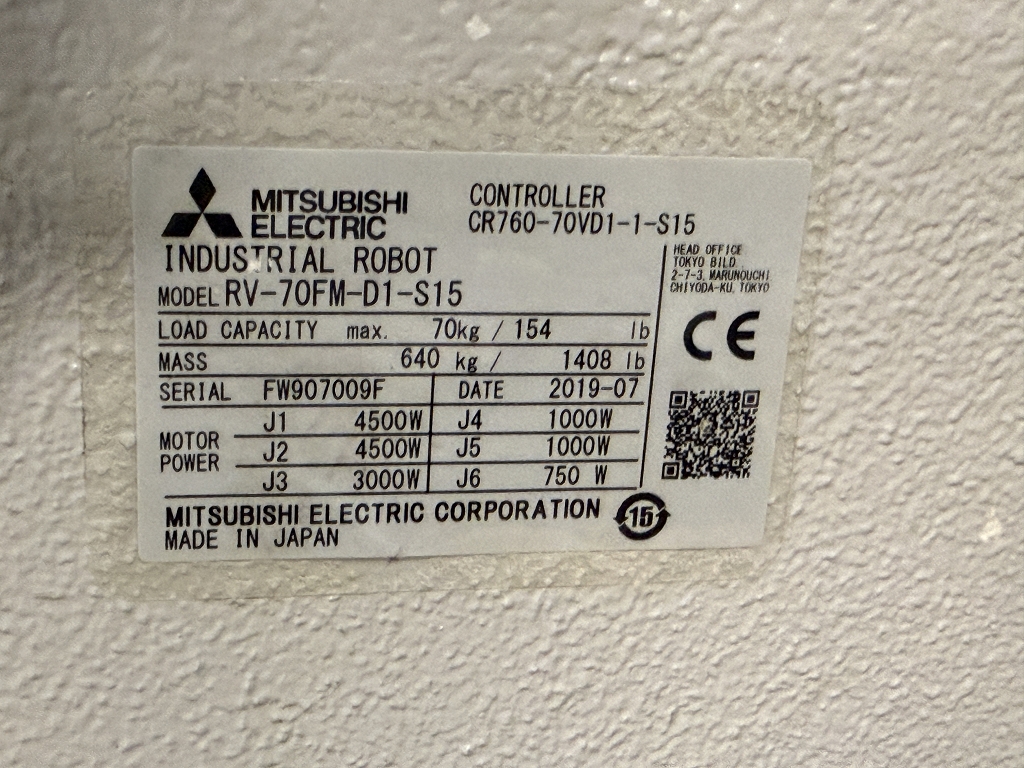 MITSUBISHI
ELECTRIC
CONTROLLER
CR760-70VD1-1-S15
INDUSTRIAL ROBOT
MODEL RV-70FM-D1-S15
HEAD OFFICE
TOKYO BILD.
2-7-3, MARUNOUCHI
CHIYODA-KU, TOKYO
LOAD CAPACITY max. 70kg / 154 lb
MASS 640 kg / 1408 lb
CE
SERIAL FW907009F DATE 2019-07
MOTOR POWER
J1 4500W J4 1000W
J2 4500W J5 1000W
J3 3000W J6 750 W
MITSUBISHI ELECTRIC CORPORATION 15
MADE IN JAPAN